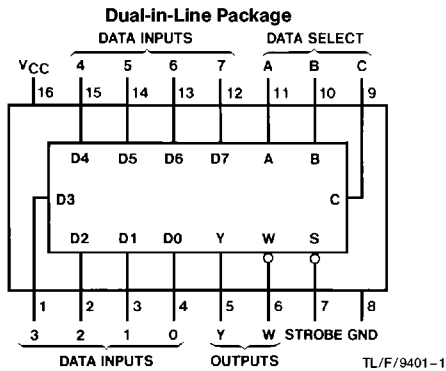 Dual-in-Line Package
DATA INPUTS DATA SELECT
VCC 4 5 6 7 A B C
16 15 14 13 12 11 10 9
D4 D5 D6 D7 A B
D3 C
D2 D1 D0 Y W S
1 2 3 4 5 6 7 8
3 2 1 0 Y W STROBE GND
DATA INPUTS OUTPUTS
TL/F/9401-1